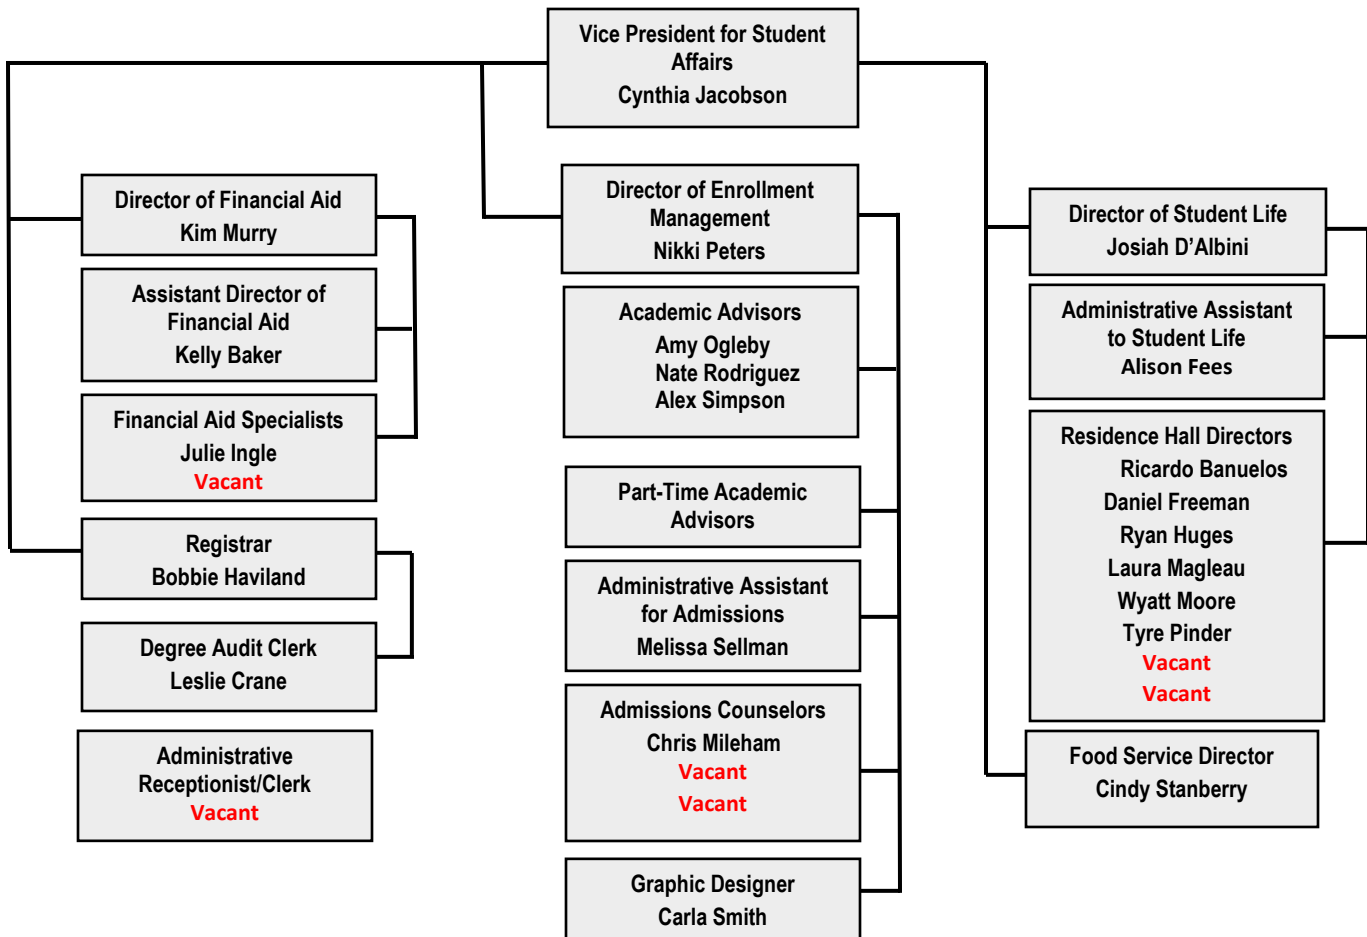 Vice President for Student
Affairs
Cynthia Jacobson
Director of Financial Aid
Kim Murry
Assistant Director of
Financial Aid
Kelly Baker
Financial Aid Specialists
Julie Ingle
Vacant
Registrar
Bobbie Haviland
Degree Audit Clerk
Leslie Crane
Administrative
Receptionist/Clerk
Vacant
Director of Enrollment
Management
Nikki Peters
Academic Advisors
Amy Ogleby
Nate Rodriguez
Alex Simpson
Part-Time Academic
Advisors
Administrative Assistant
for Admissions
Melissa Sellman
Admissions Counselors
Chris Mileham
Vacant
Vacant
Graphic Designer
Carla Smith
Director of Student Life
Josiah D’Albini
Administrative Assistant
to Student Life
Alison Fees
Residence Hall Directors
Ricardo Banuelos
Daniel Freeman
Ryan Huges
Laura Magleau
Wyatt Moore
Tyre Pinder
Vacant
Vacant
Food Service Director
Cindy Stanberry